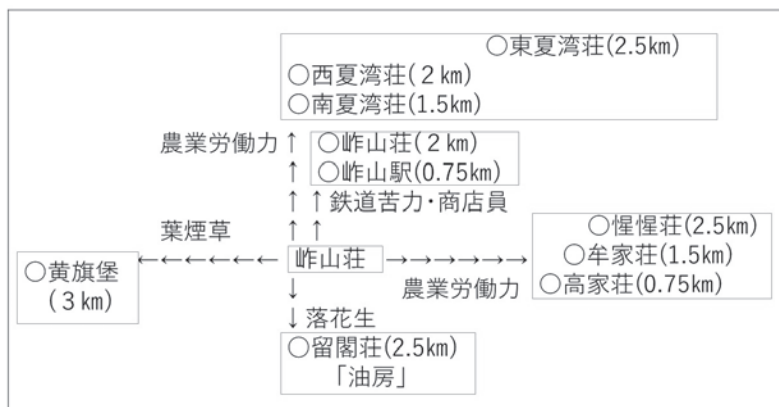 ○東夏湾荘(2.5km)
○西夏湾荘(２km)
○南夏湾荘(1.5km)
農業労働力
○岞山荘(２km)
○岞山駅(0.75km)
鉄道苦力･商店員
葉煙草
○黄旗堡
(３km)
岞山荘
農業労働力
○惺惺荘(2.5km)
○牟家荘(1.5km)
○高家荘(0.75km)
落花生
○留閣荘(2.5km)
「油房」